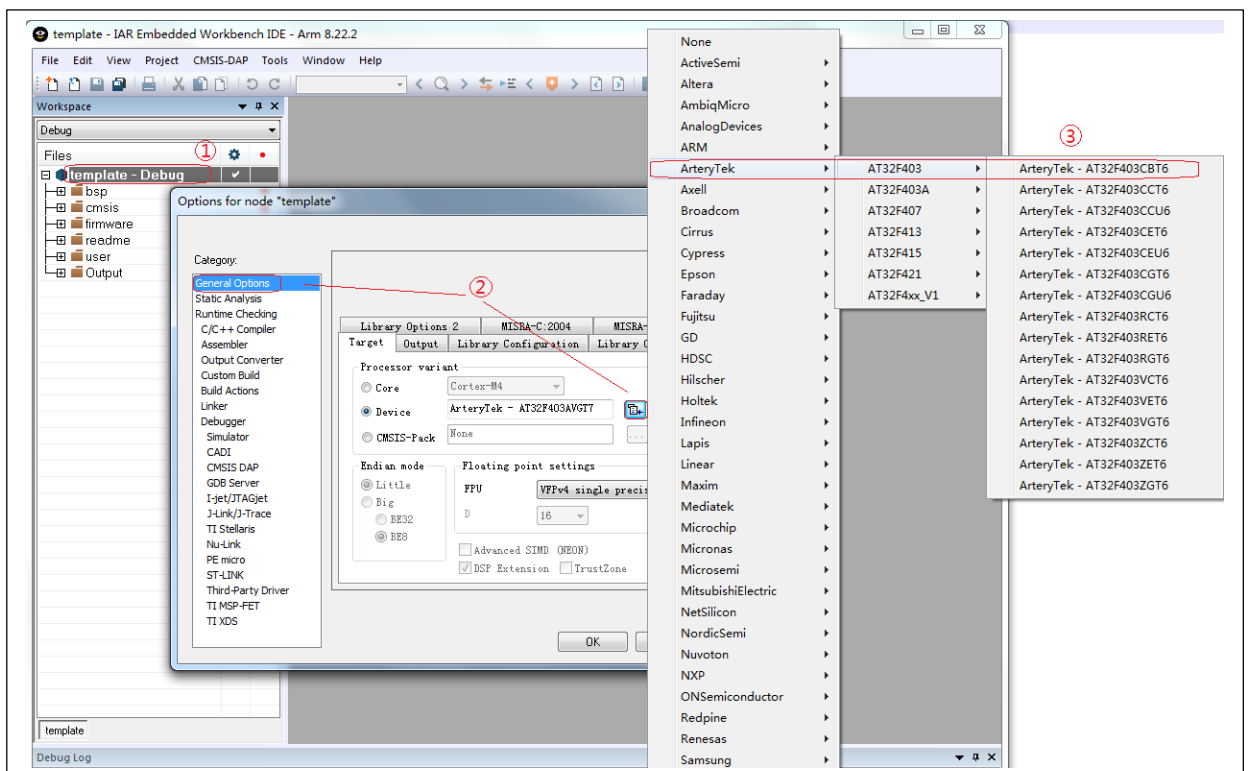 template - IAR Embedded Workbench IDE - Arm 8.22.2
File Edit View Project CMSIS-DAP Tools Window Help
Workspace
Debug
Files
①
template - Debug
bsp
cmsis
firmware
readme
user
Output
template
Debug Log
Options for node "template"
Category:
General Options
Static Analysis
Runtime Checking
C/C++ Compiler
Assembler
Output Converter
Custom Build
Build Actions
Linker
Debugger
Simulator
CADI
CMSIS DAP
GDB Server
I-jet/JTAGjet
J-Link/J-Trace
TI Stellaris
Nu-Link
PE micro
ST-LINK
Third-Party Driver
TI MSP-FET
TI XDS
②
Library Options 2 MISRA-C:2004 MISRA-
Target Output Library Configuration Library
Processor variant
Core Cortex-M4
Device ArteryTek - AT32F403AVGT7
CMSIS-Pack None ...
Endian mode
Little
Big
BE32
BE8
Floating point settings
FPU VFPv4 single precis
D 16
Advanced SIMD (NEON)
DSP Extension TrustZone
OK
None
ActiveSemi
Altera
AmbiqMicro
AnalogDevices
ARM
ArteryTek
Axell
Broadcom
Cirrus
Cypress
Epson
Faraday
Fujitsu
GD
HDSC
Hilscher
Holtek
Infineon
Lapis
Linear
Maxim
Mediatek
Microchip
Micronas
Microsemi
MitsubishiElectric
NetSilicon
NordicSemi
Nuvoton
NXP
ONSemiconductor
Redpine
Renesas
Samsung
AT32F403
AT32F403A
AT32F407
AT32F413
AT32F415
AT32F421
AT32F4xx_V1
③
ArteryTek - AT32F403CBT6
ArteryTek - AT32F403CCT6
ArteryTek - AT32F403CCU6
ArteryTek - AT32F403CET6
ArteryTek - AT32F403CEU6
ArteryTek - AT32F403CGT6
ArteryTek - AT32F403CGU6
ArteryTek - AT32F403RCT6
ArteryTek - AT32F403RET6
ArteryTek - AT32F403RGT6
ArteryTek - AT32F403VCT6
ArteryTek - AT32F403VET6
ArteryTek - AT32F403VGT6
ArteryTek - AT32F403ZCT6
ArteryTek - AT32F403ZET6
ArteryTek - AT32F403ZGT6